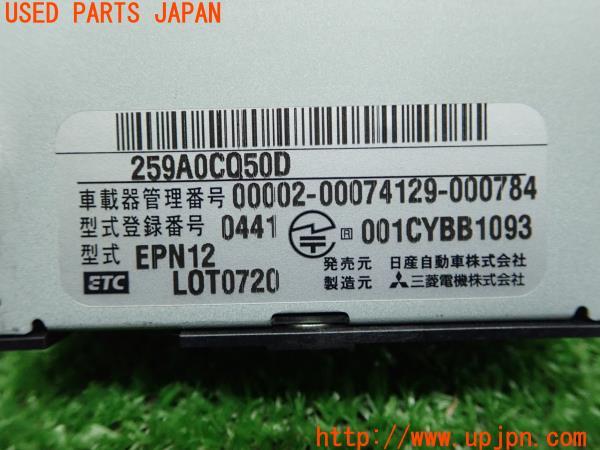 USED PARTS JAPAN
259A0CQ50D
車載器管理番号 00002-00074129-000784
型式登録番号 0441 R 001CYBB1093
型式 EPN12 発売元 日産自動車株式会社
ETC LOT0720 製造元 三菱電機株式会社
http://www.upjpn.com/